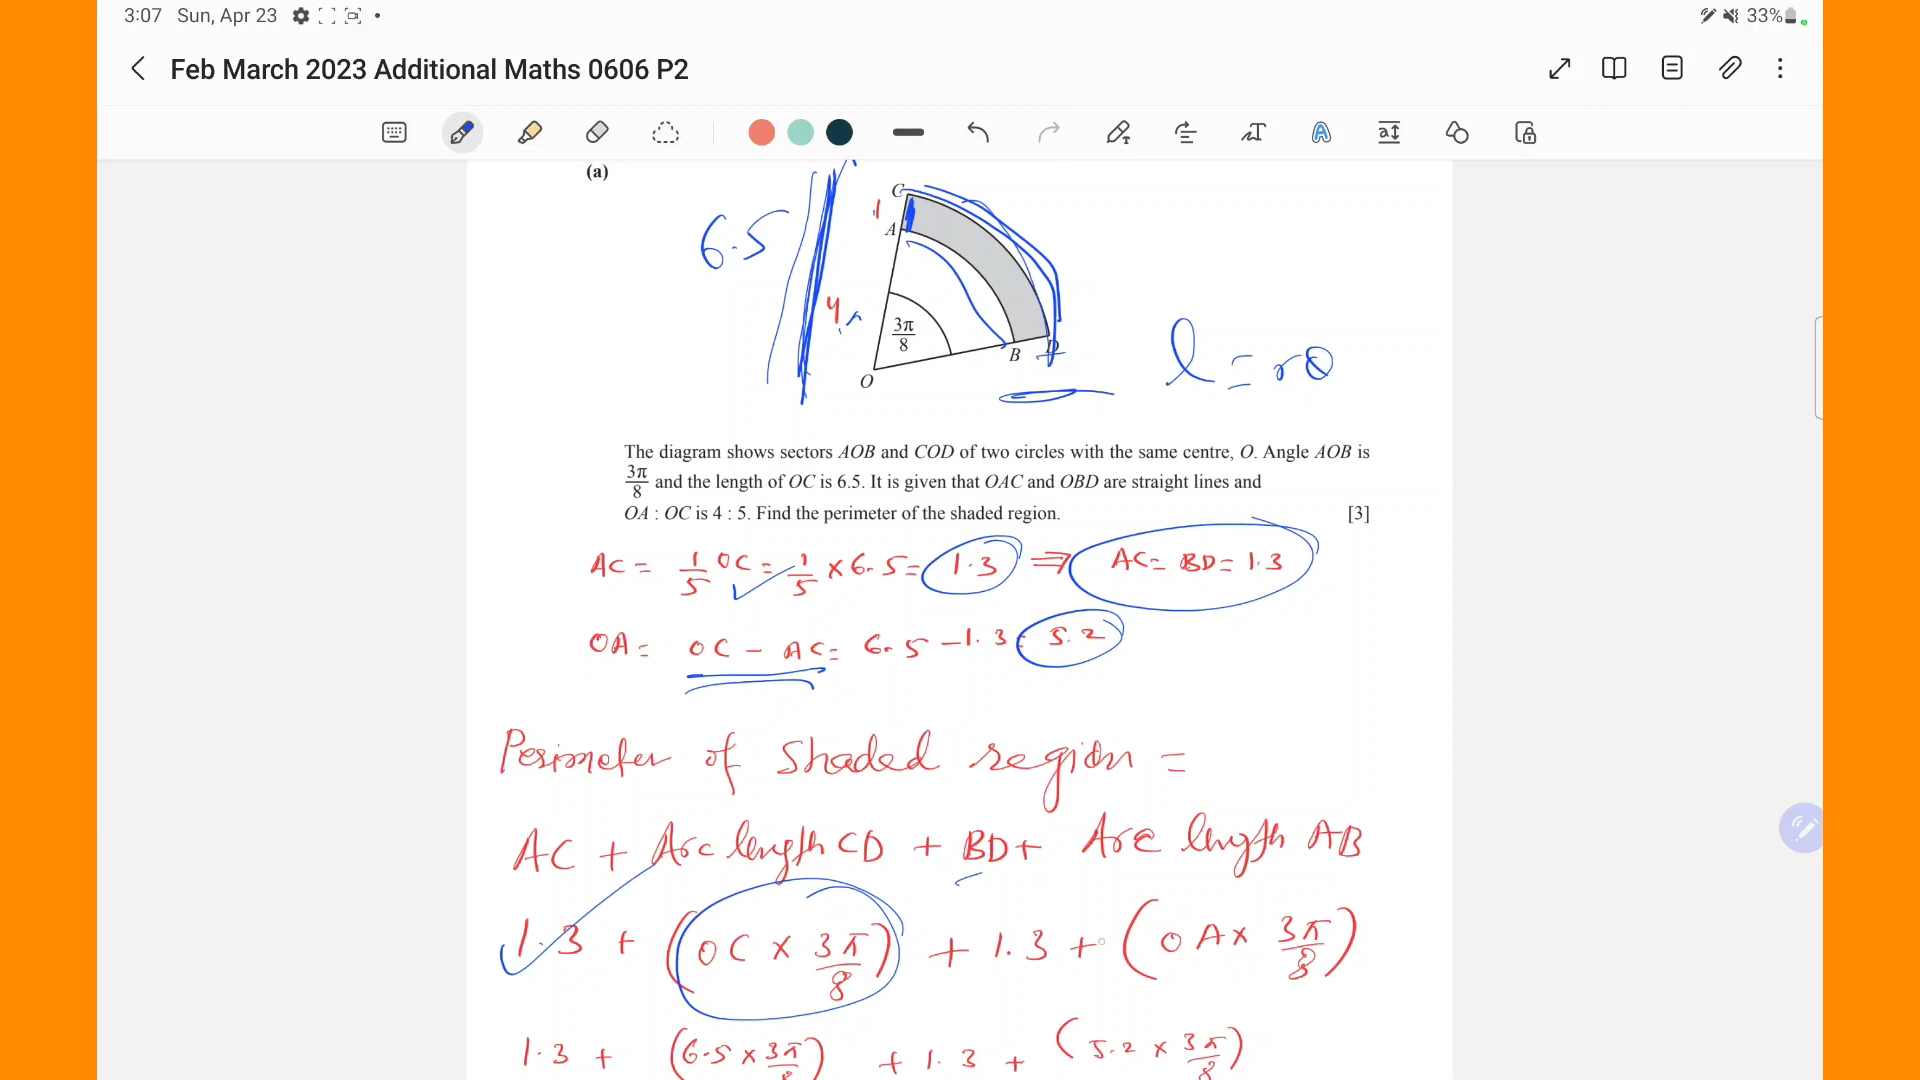 3:07 Sun, Apr 23
33%
Feb March 2023 Additional Maths 0606 P2
(a)
C
1
A
6.5
4
3π/8
B
D
O
l = rθ
The diagram shows sectors AOB and COD of two circles with the same centre, O. Angle AOB is
3π/8 and the length of OC is 6.5. It is given that OAC and OBD are straight lines and
OA : OC is 4 : 5. Find the perimeter of the shaded region. [3]
AC = 1/5 OC = 1/5 × 6.5 = 1.3 ⇒ AC = BD = 1.3
OA = OC - AC = 6.5 - 1.3 = 5.2
Perimeter of Shaded region =
AC + Arc length CD + BD + Arc length AB
1.3 + (OC × 3π/8) + 1.3 + (OA × 3π/8)
1.3 + (6.5 × 3π/8) + 1.3 + (5.2 × 3π/8)